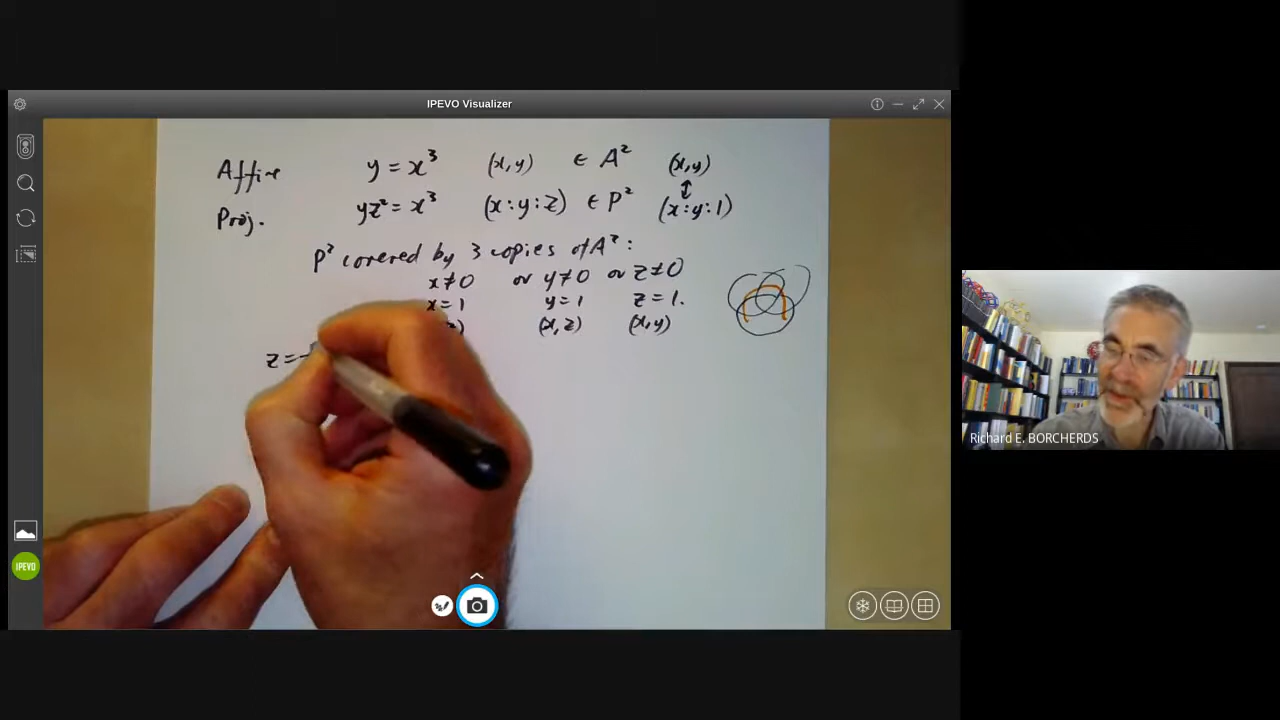 IPEVO Visualizer
Affine y = x³ (x,y) ∈ A² (x,y)
↕
Proj. yz² = x³ (x:y:z) ∈ P² (x:y:1)
P² covered by 3 copies of A²:
x≠0 or y≠0 or z≠0
x=1 y=1 z=1.
z) (x,z) (x,y)
z=
Richard E. BORCHERDS
IPEVO